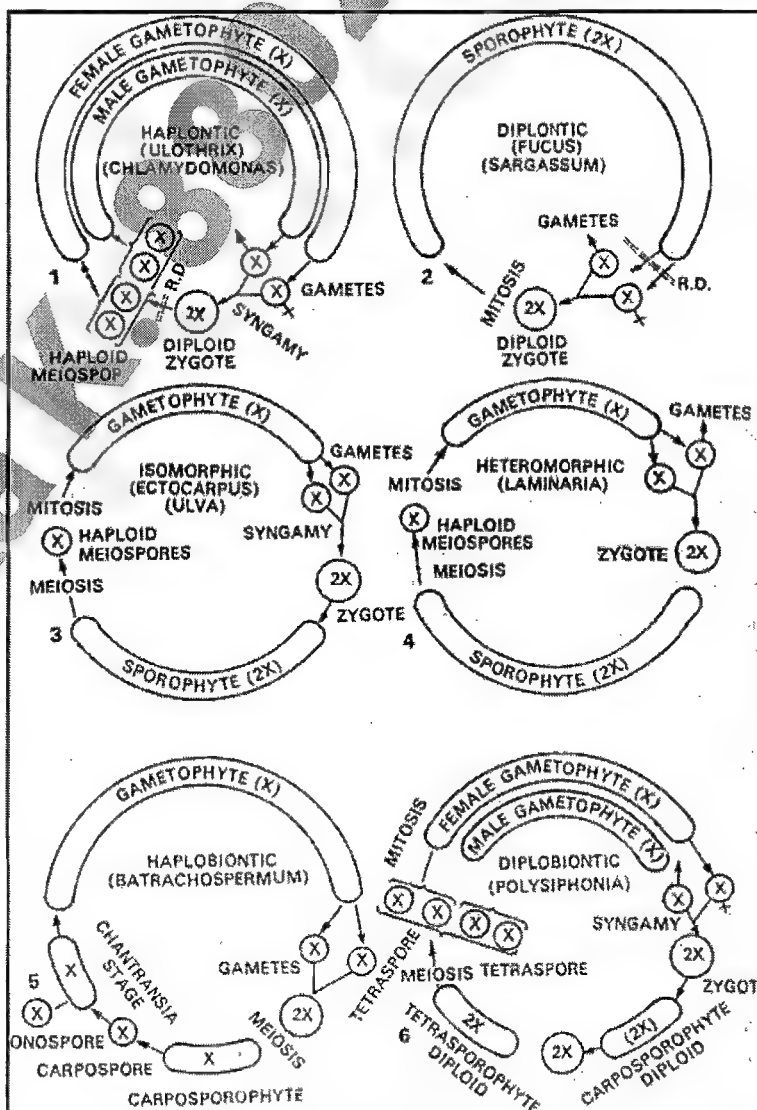 FEMALE GAMETOPHYTE (X)
MALE GAMETOPHYTE (X)
HAPLONTIC
(ULOTHRIX)
(CHLAMYDOMONAS)
X
X
X
X
R.D.
1
HAPLOID
MEIOSPOP
2X
DIPLOID
ZYGOTE
SYNGAMY
X
X
GAMETES
SPOROPHYTE (2X)
DIPLONTIC
(FUCUS)
(SARGASSUM)
GAMETES
X
X
R.D.
2
MITOSIS
2X
DIPLOID
ZYGOTE
GAMETOPHYTE (X)
ISOMORPHIC
(ECTOCARPUS)
(ULVA)
GAMETES
X
X
MITOSIS
X
HAPLOID
MEIOSPORES
SYNGAMY
MEIOSIS
2X
ZYGOTE
3
SPOROPHYTE (2X)
GAMETOPHYTE (X)
GAMETES
HETEROMORPHIC
(LAMINARIA)
X
X
MITOSIS
X
HAPLOID
MEIOSPORES
MEIOSIS
ZYGOTE
2X
4
SPOROPHYTE (2X)
GAMETOPHYTE (X)
HAPLOBIONTIC
(BATRACHOSPERMUM)
CHANTRANSIA
STAGE
X
GAMETES
X
X
5
X
ONOSPORE
X
CARPOSPORE
MEIOSIS
2X
X
CARPOSPOROPHYTE
FEMALE GAMETOPHYTE (X)
MALE GAMETOPHYTE (X)
MITOSIS
DIPLOBIONTIC
(POLYSIPHONIA)
X
X
X
X
TETRASPORE
MEIOSIS
TETRASPORE
X
X
SYNGAMY
2X
ZYGOT
6
2X
TETRASPOROPHYTE
DIPLOID
2X
(2X)
CARPOSPOROPHYTE
DIPLOID